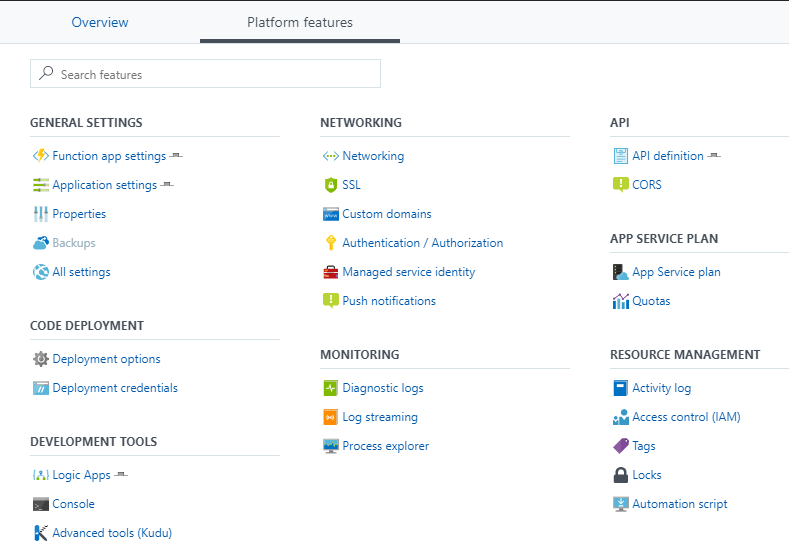 Overview
Platform features
Search features
GENERAL SETTINGS
Function app settings
Application settings
Properties
Backups
All settings
CODE DEPLOYMENT
Deployment options
Deployment credentials
DEVELOPMENT TOOLS
Logic Apps
Console
Advanced tools (Kudu)
NETWORKING
Networking
SSL
Custom domains
Authentication / Authorization
Managed service identity
Push notifications
MONITORING
Diagnostic logs
Log streaming
Process explorer
API
API definition
CORS
APP SERVICE PLAN
App Service plan
Quotas
RESOURCE MANAGEMENT
Activity log
Access control (IAM)
Tags
Locks
Automation script